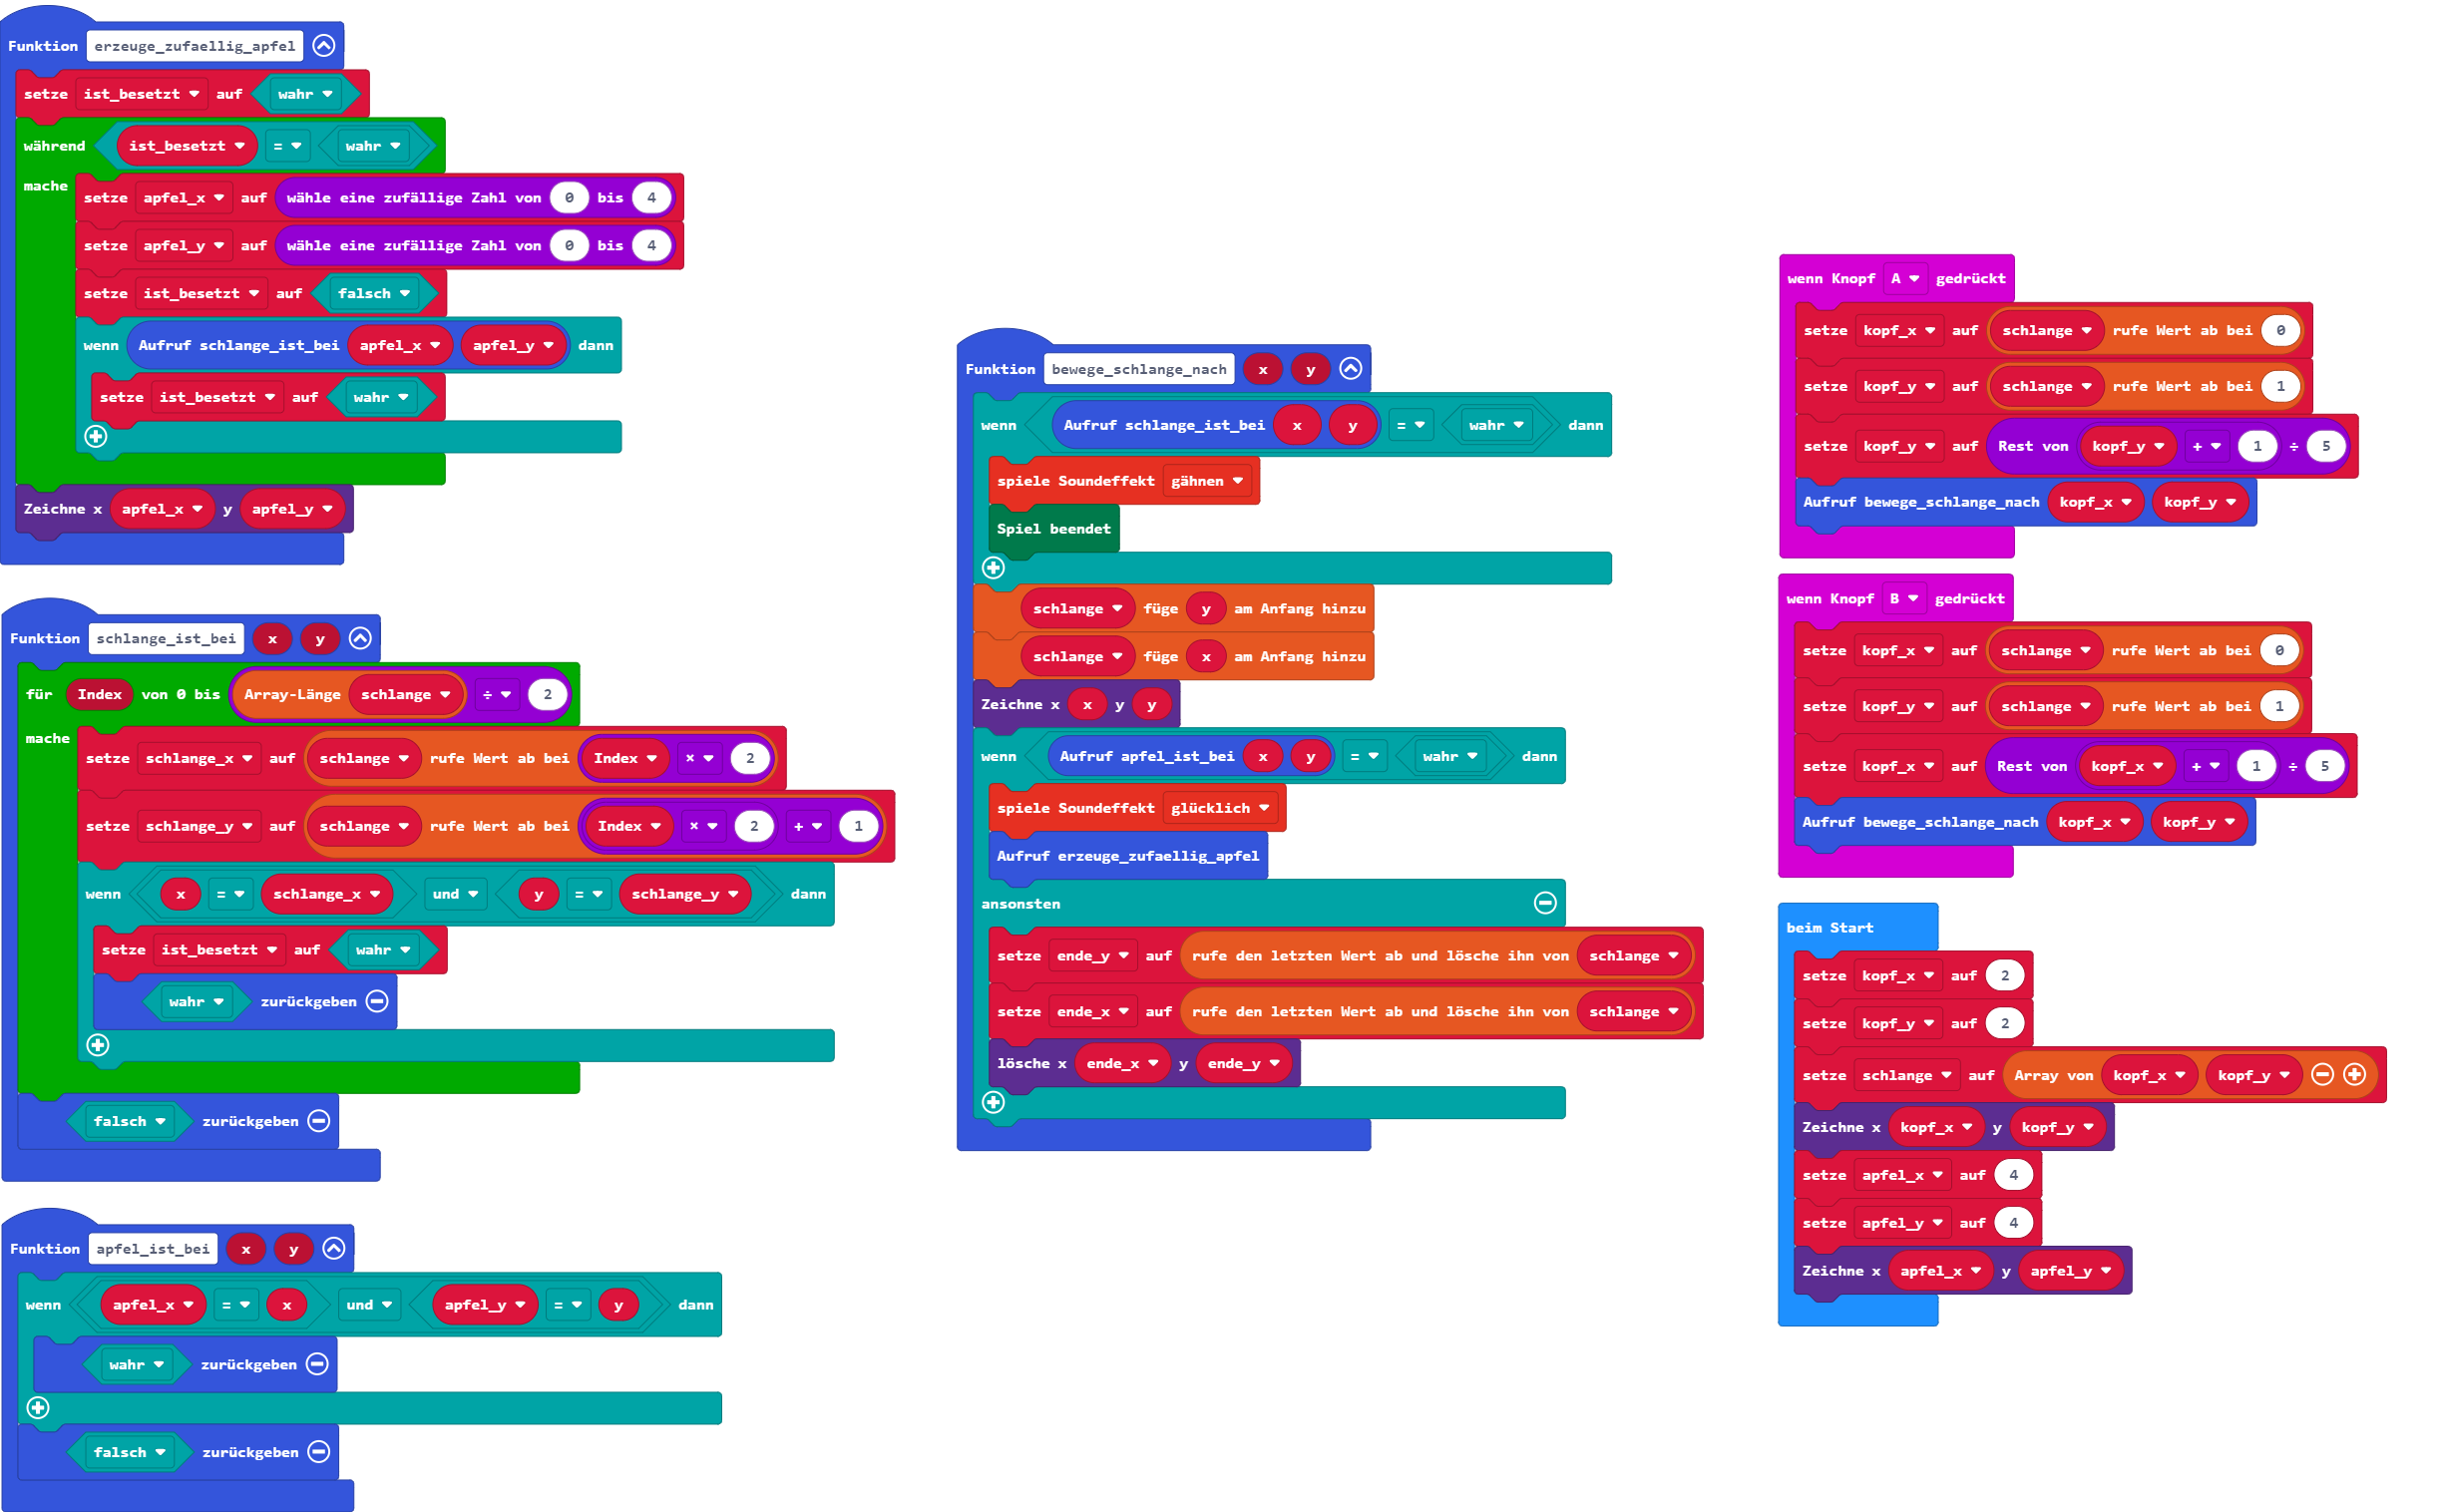 Funktion erzeuge_zufaellig_apfel
setze ist_besetzt auf wahr
während ist_besetzt = wahr
mache
setze apfel_x auf wähle eine zufällige Zahl von 0 bis 4
setze apfel_y auf wähle eine zufällige Zahl von 0 bis 4
setze ist_besetzt auf falsch
wenn Aufruf schlange_ist_bei apfel_x apfel_y dann
setze ist_besetzt auf wahr
Zeichne x apfel_x y apfel_y
Funktion schlange_ist_bei x y
für Index von 0 bis Array-Länge schlange ÷ 2
mache
setze schlange_x auf schlange rufe Wert ab bei Index × 2
setze schlange_y auf schlange rufe Wert ab bei Index × 2 + 1
wenn x = schlange_x und y = schlange_y dann
setze ist_besetzt auf wahr
wahr zurückgeben
falsch zurückgeben
Funktion apfel_ist_bei x y
wenn apfel_x = x und apfel_y = y dann
wahr zurückgeben
falsch zurückgeben
Funktion bewege_schlange_nach x y
wenn Aufruf schlange_ist_bei x y = wahr dann
spiele Soundeffekt gähnen
Spiel beendet
schlange füge y am Anfang hinzu
schlange füge x am Anfang hinzu
Zeichne x x y y
wenn Aufruf apfel_ist_bei x y = wahr dann
spiele Soundeffekt glücklich
Aufruf erzeuge_zufaellig_apfel
ansonsten
setze ende_y auf rufe den letzten Wert ab und lösche ihn von schlange
setze ende_x auf rufe den letzten Wert ab und lösche ihn von schlange
lösche x ende_x y ende_y
wenn Knopf A gedrückt
setze kopf_x auf schlange rufe Wert ab bei 0
setze kopf_y auf schlange rufe Wert ab bei 1
setze kopf_y auf Rest von kopf_y + 1 ÷ 5
Aufruf bewege_schlange_nach kopf_x kopf_y
wenn Knopf B gedrückt
setze kopf_x auf schlange rufe Wert ab bei 0
setze kopf_y auf schlange rufe Wert ab bei 1
setze kopf_x auf Rest von kopf_x + 1 ÷ 5
Aufruf bewege_schlange_nach kopf_x kopf_y
beim Start
setze kopf_x auf 2
setze kopf_y auf 2
setze schlange auf Array von kopf_x kopf_y
Zeichne x kopf_x y kopf_y
setze apfel_x auf 4
setze apfel_y auf 4
Zeichne x apfel_x y apfel_y